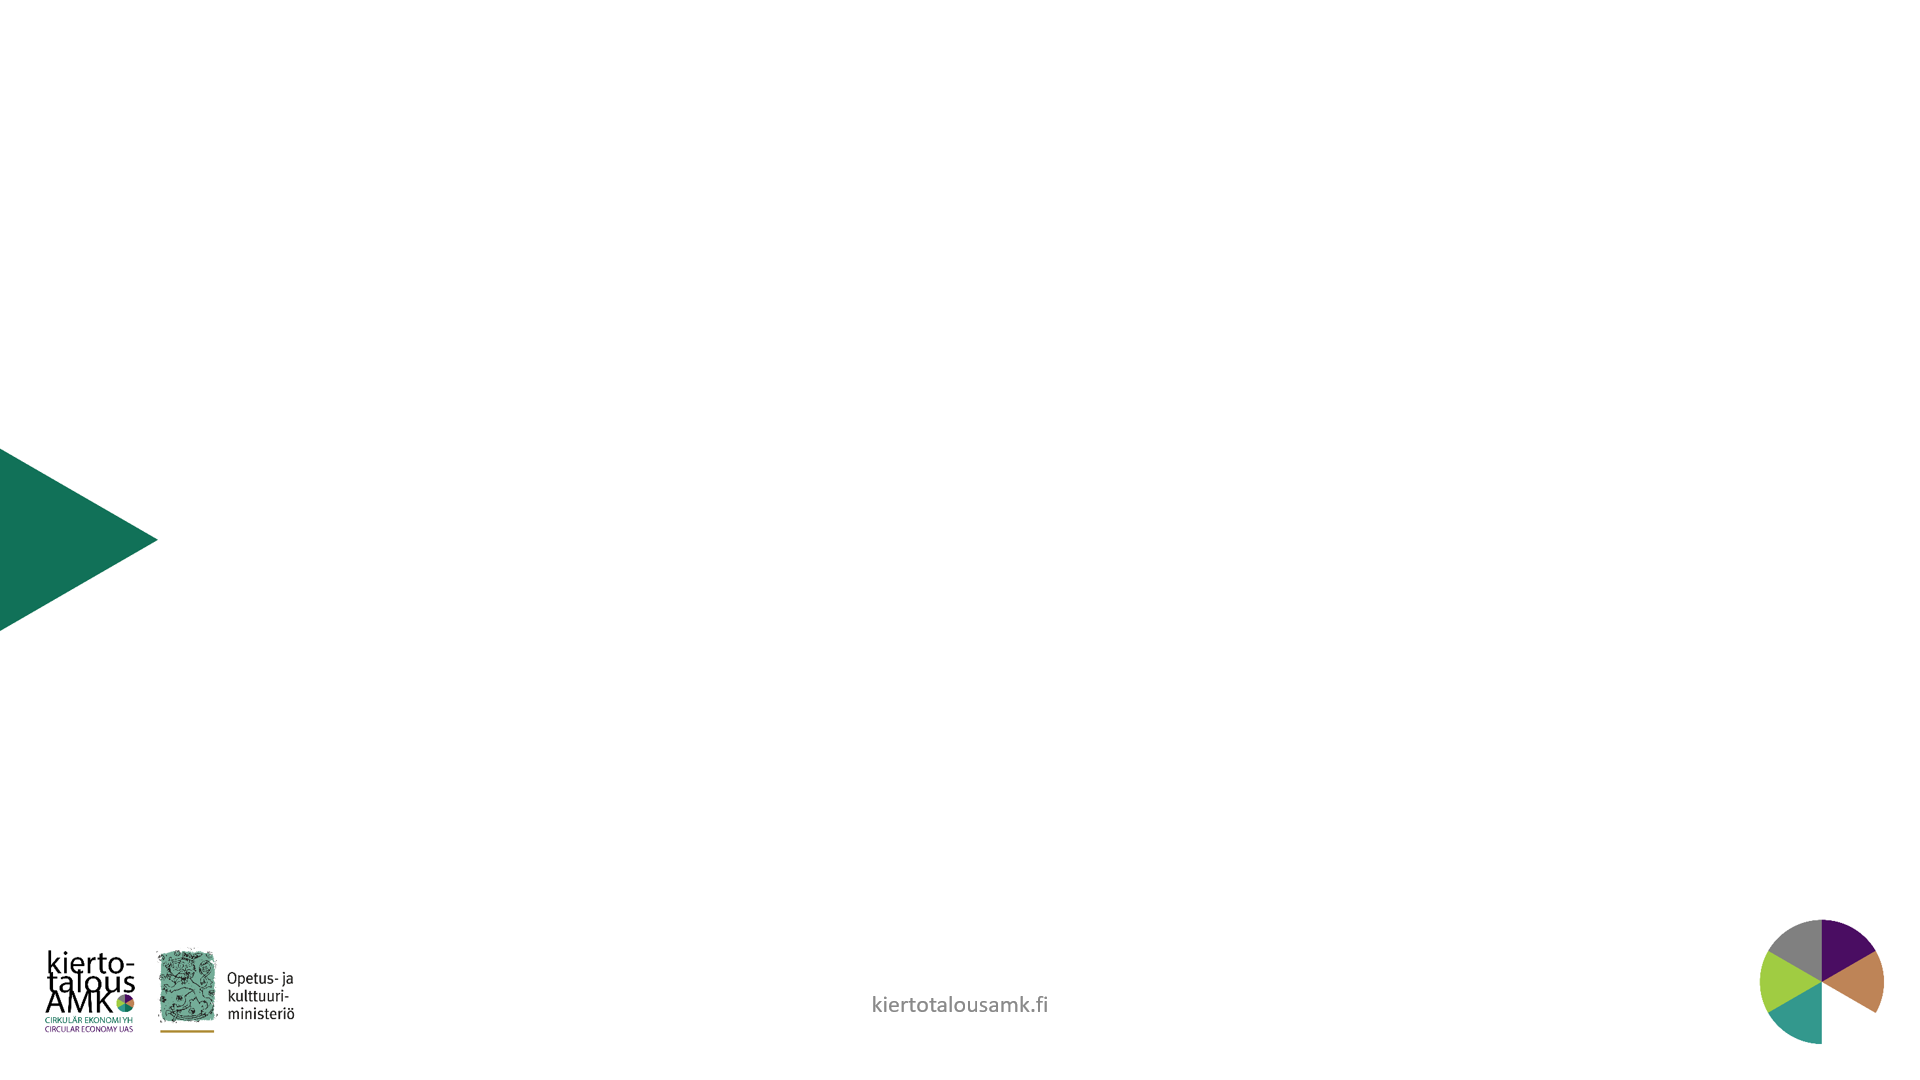 kierto-
talous
AMK
CIRKULÄR EKONOMI YH
CIRCULAR ECONOMY UAS
Opetus- ja
kulttuuri-
ministeriö
kiertotalousamk.fi